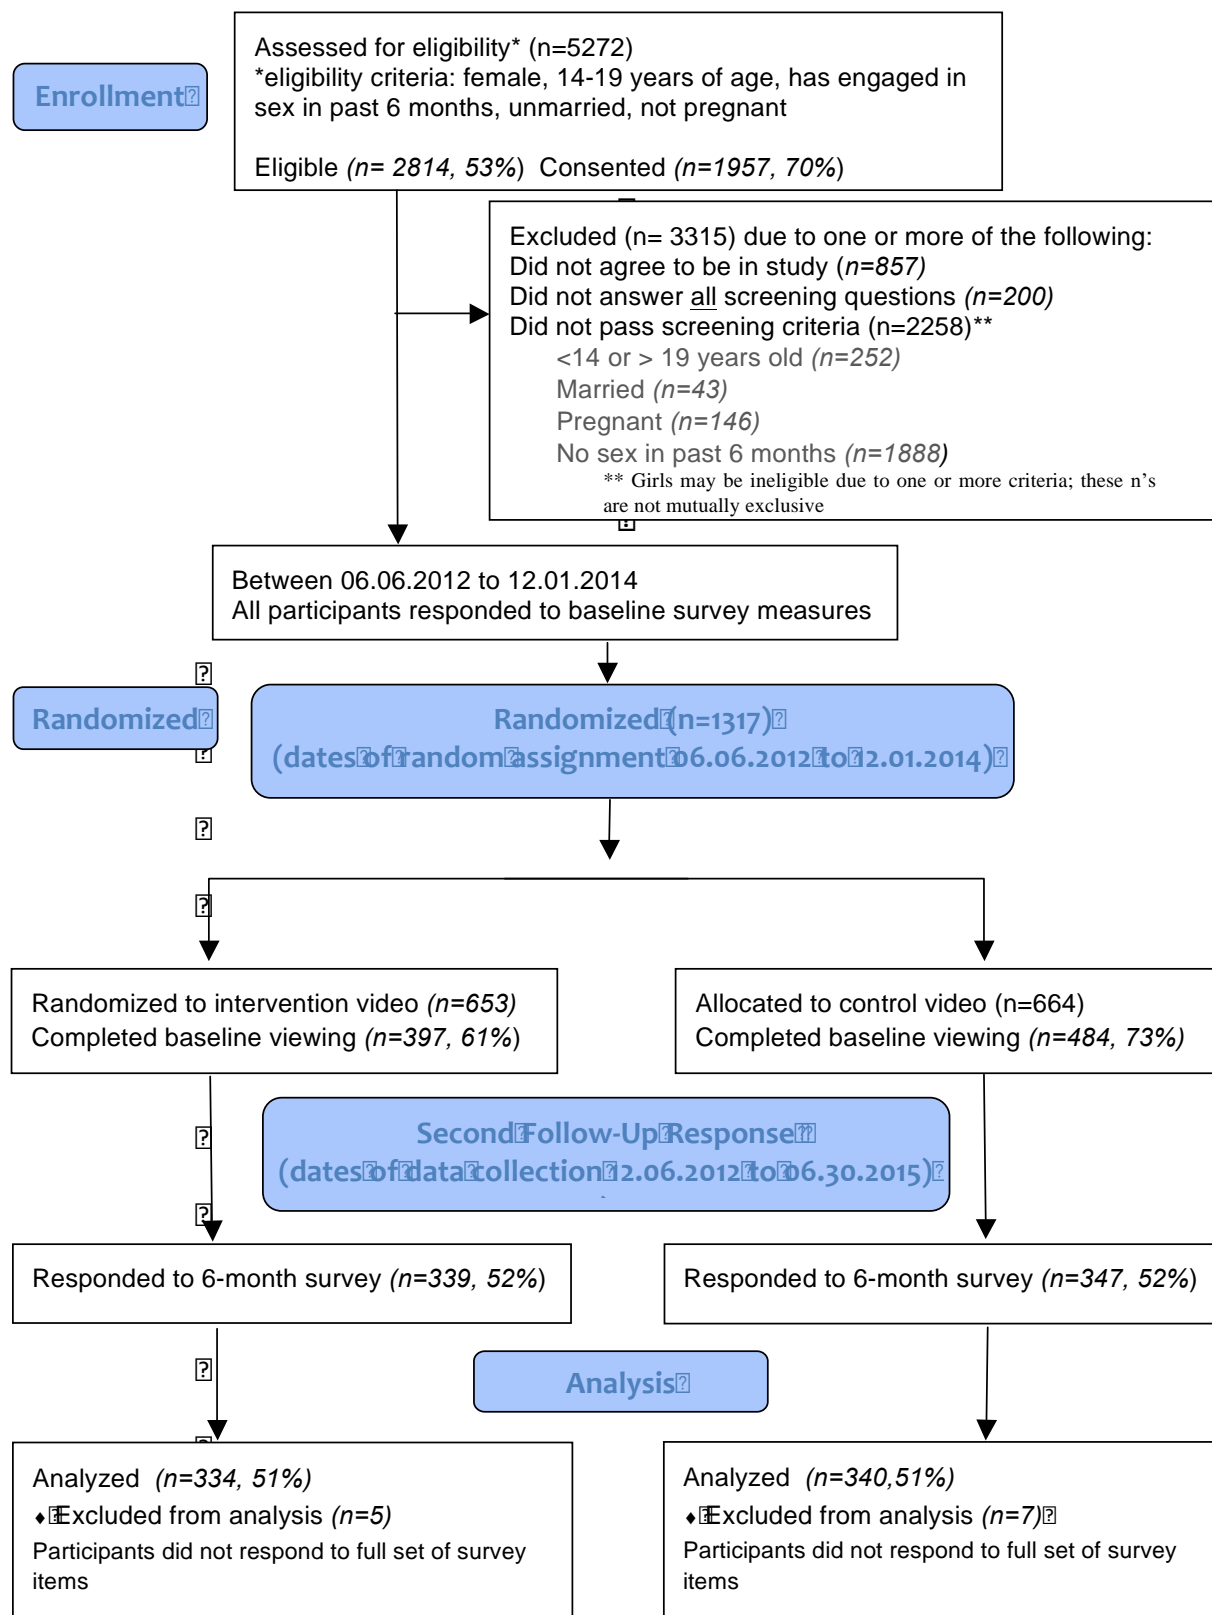 Assessed for eligibility* (n=5272)
*eligibility criteria: female, 14-19 years of age, has engaged in
sex in past 6 months, unmarried, not pregnant
Eligible (n= 2814, 53%)  Consented (n=1957, 70%)
Enrollment
Excluded (n= 3315) due to one or more of the following:
Did not agree to be in study (n=857)
Did not answer all screening questions (n=200)
Did not pass screening criteria (n=2258)**
<14 or > 19 years old (n=252)
Married (n=43)
Pregnant (n=146)
No sex in past 6 months (n=1888)
** Girls may be ineligible due to one or more criteria; these n's
are not mutually exclusive
Between 06.06.2012 to 12.01.2014
All participants responded to baseline survey measures
Randomized
Randomized (n=1317)
(dates of random assignment 06.06.2012 to 12.01.2014)
Randomized to intervention video (n=653)
Completed baseline viewing (n=397, 61%)
Allocated to control video (n=664)
Completed baseline viewing (n=484, 73%)
Second Follow-Up Response
(dates of data collection 12.06.2012 to 06.30.2015)
Responded to 6-month survey (n=339, 52%)
Responded to 6-month survey (n=347, 52%)
Analysis
Analyzed  (n=334, 51%)
♦ Excluded from analysis (n=5)
Participants did not respond to full set of survey
items
Analyzed  (n=340,51%)
♦ Excluded from analysis (n=7)
Participants did not respond to full set of survey
items